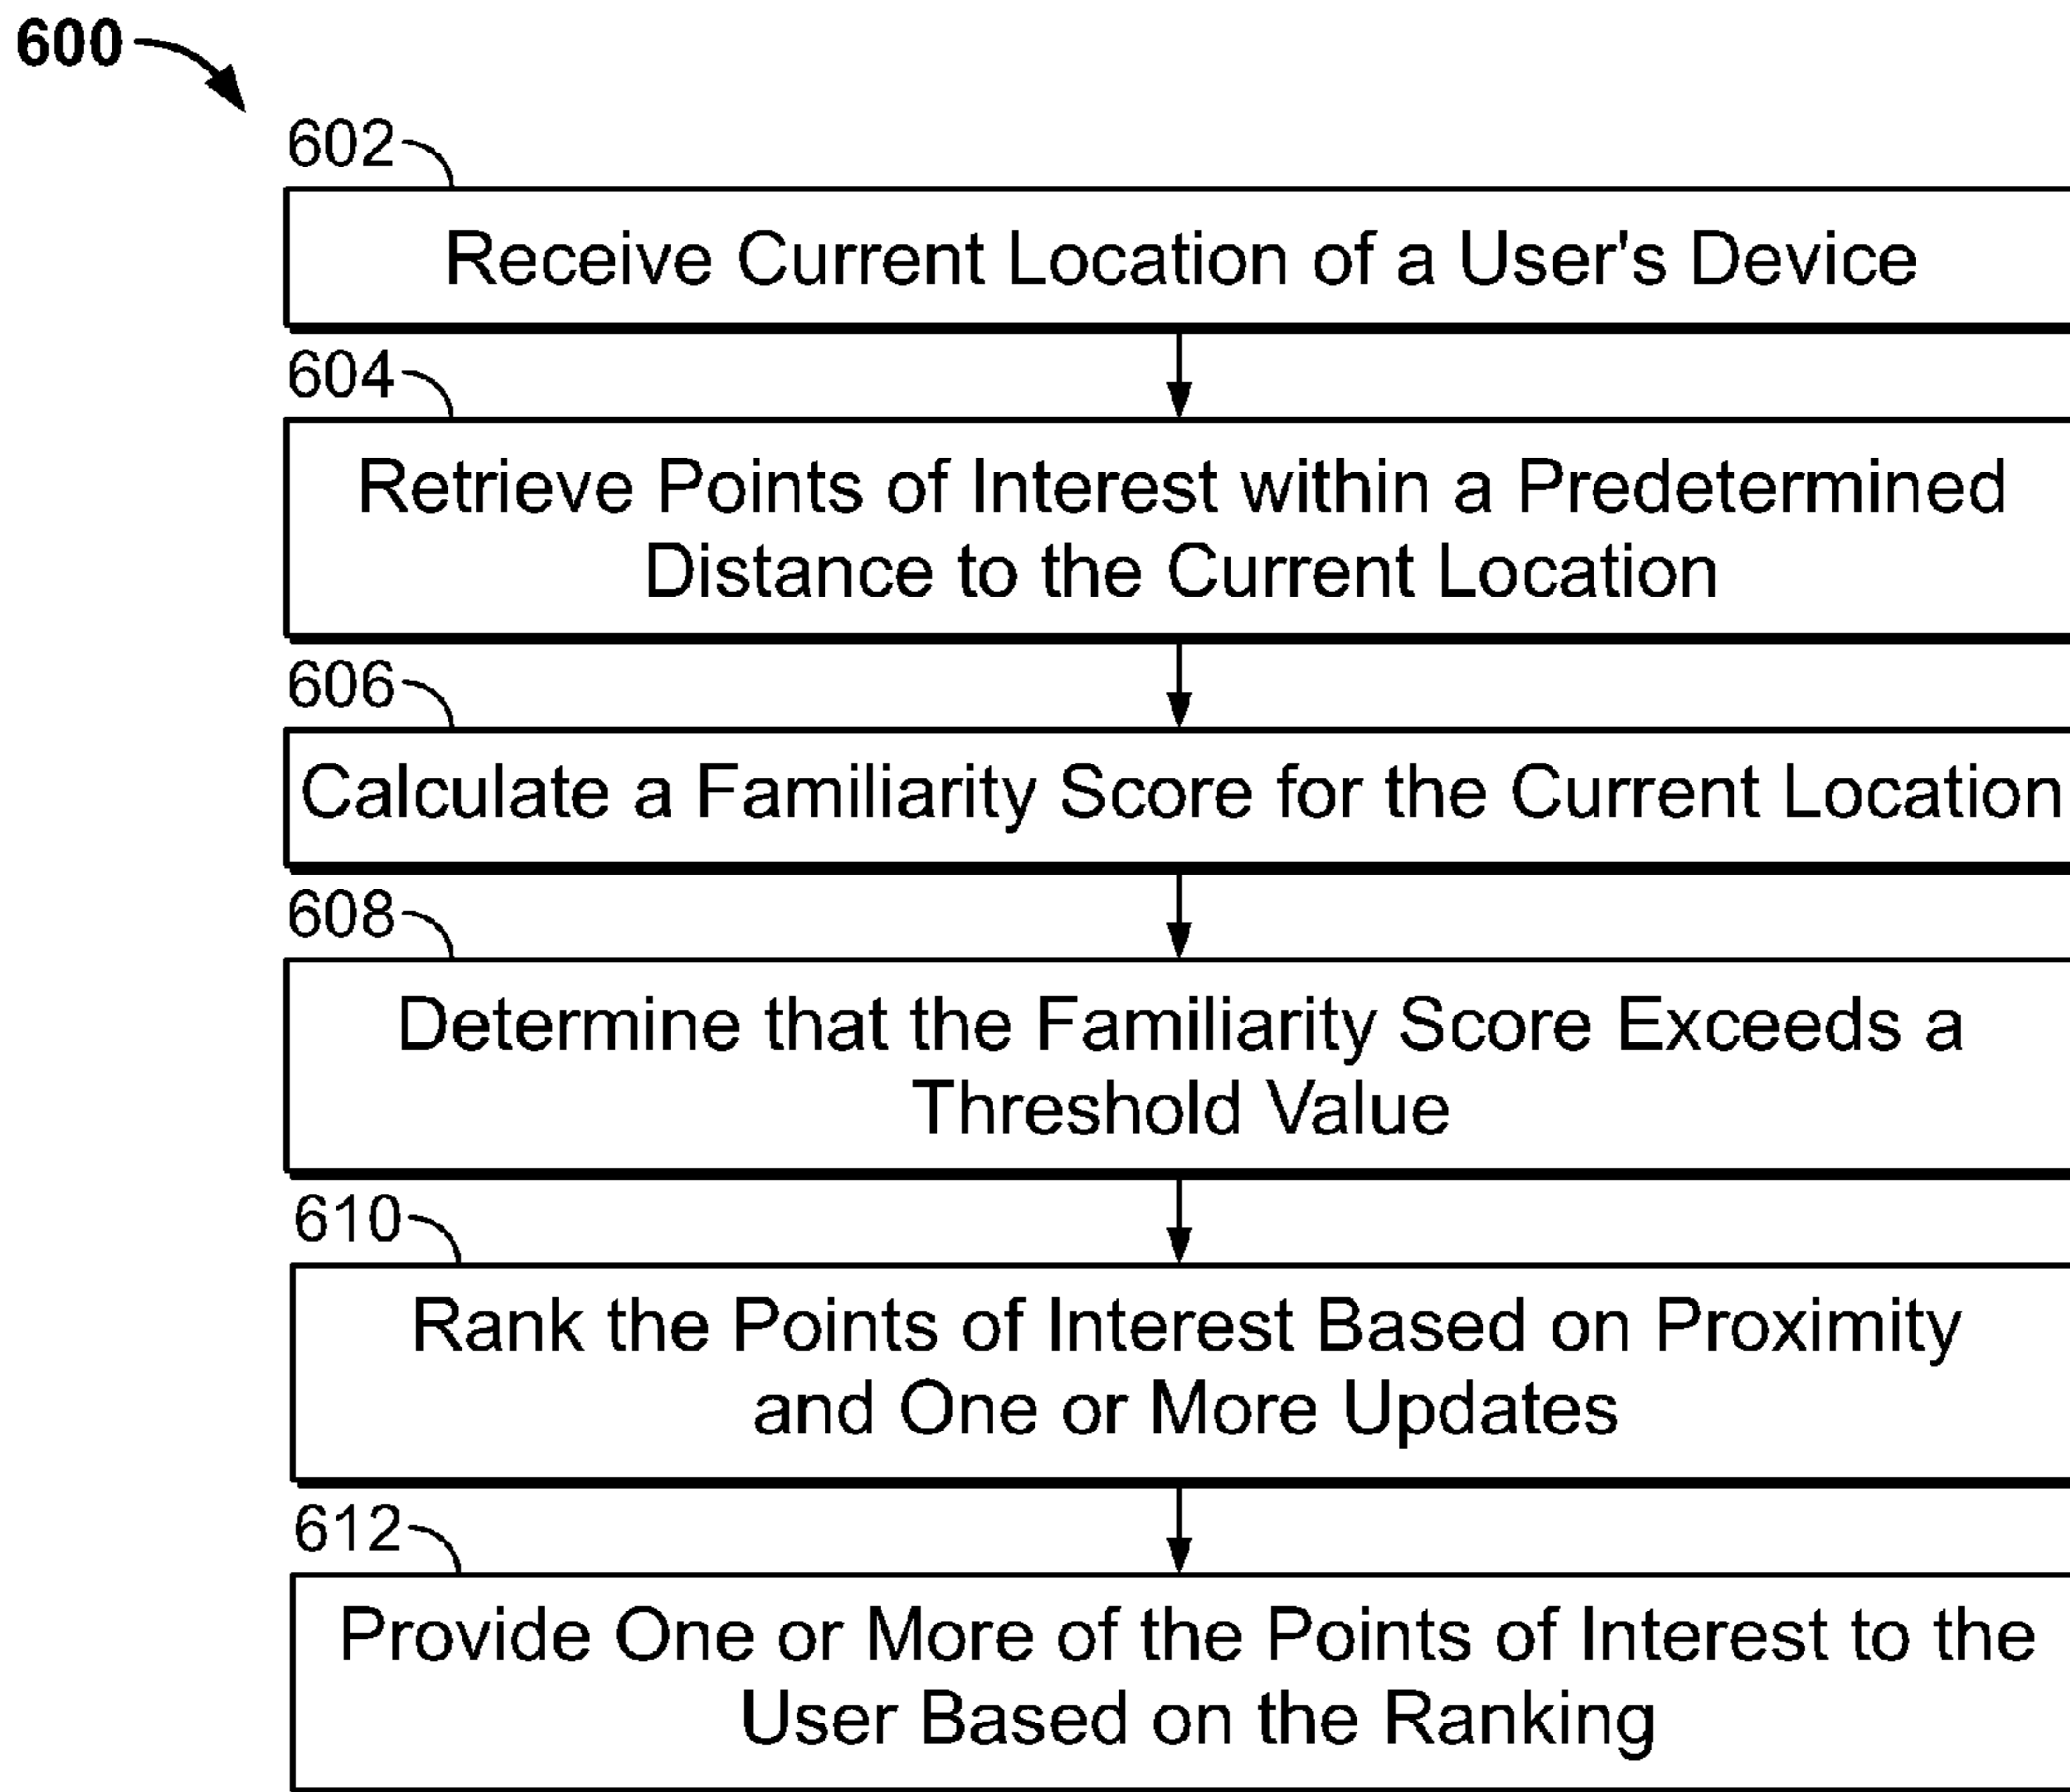 600
602
Receive Current Location of a User's Device
604
Retrieve Points of Interest within a Predetermined
Distance to the Current Location
606
Calculate a Familiarity Score for the Current Location
608
Determine that the Familiarity Score Exceeds a
Threshold Value
610
Rank the Points of Interest Based on Proximity
and One or More Updates
612
Provide One or More of the Points of Interest to the
User Based on the Ranking